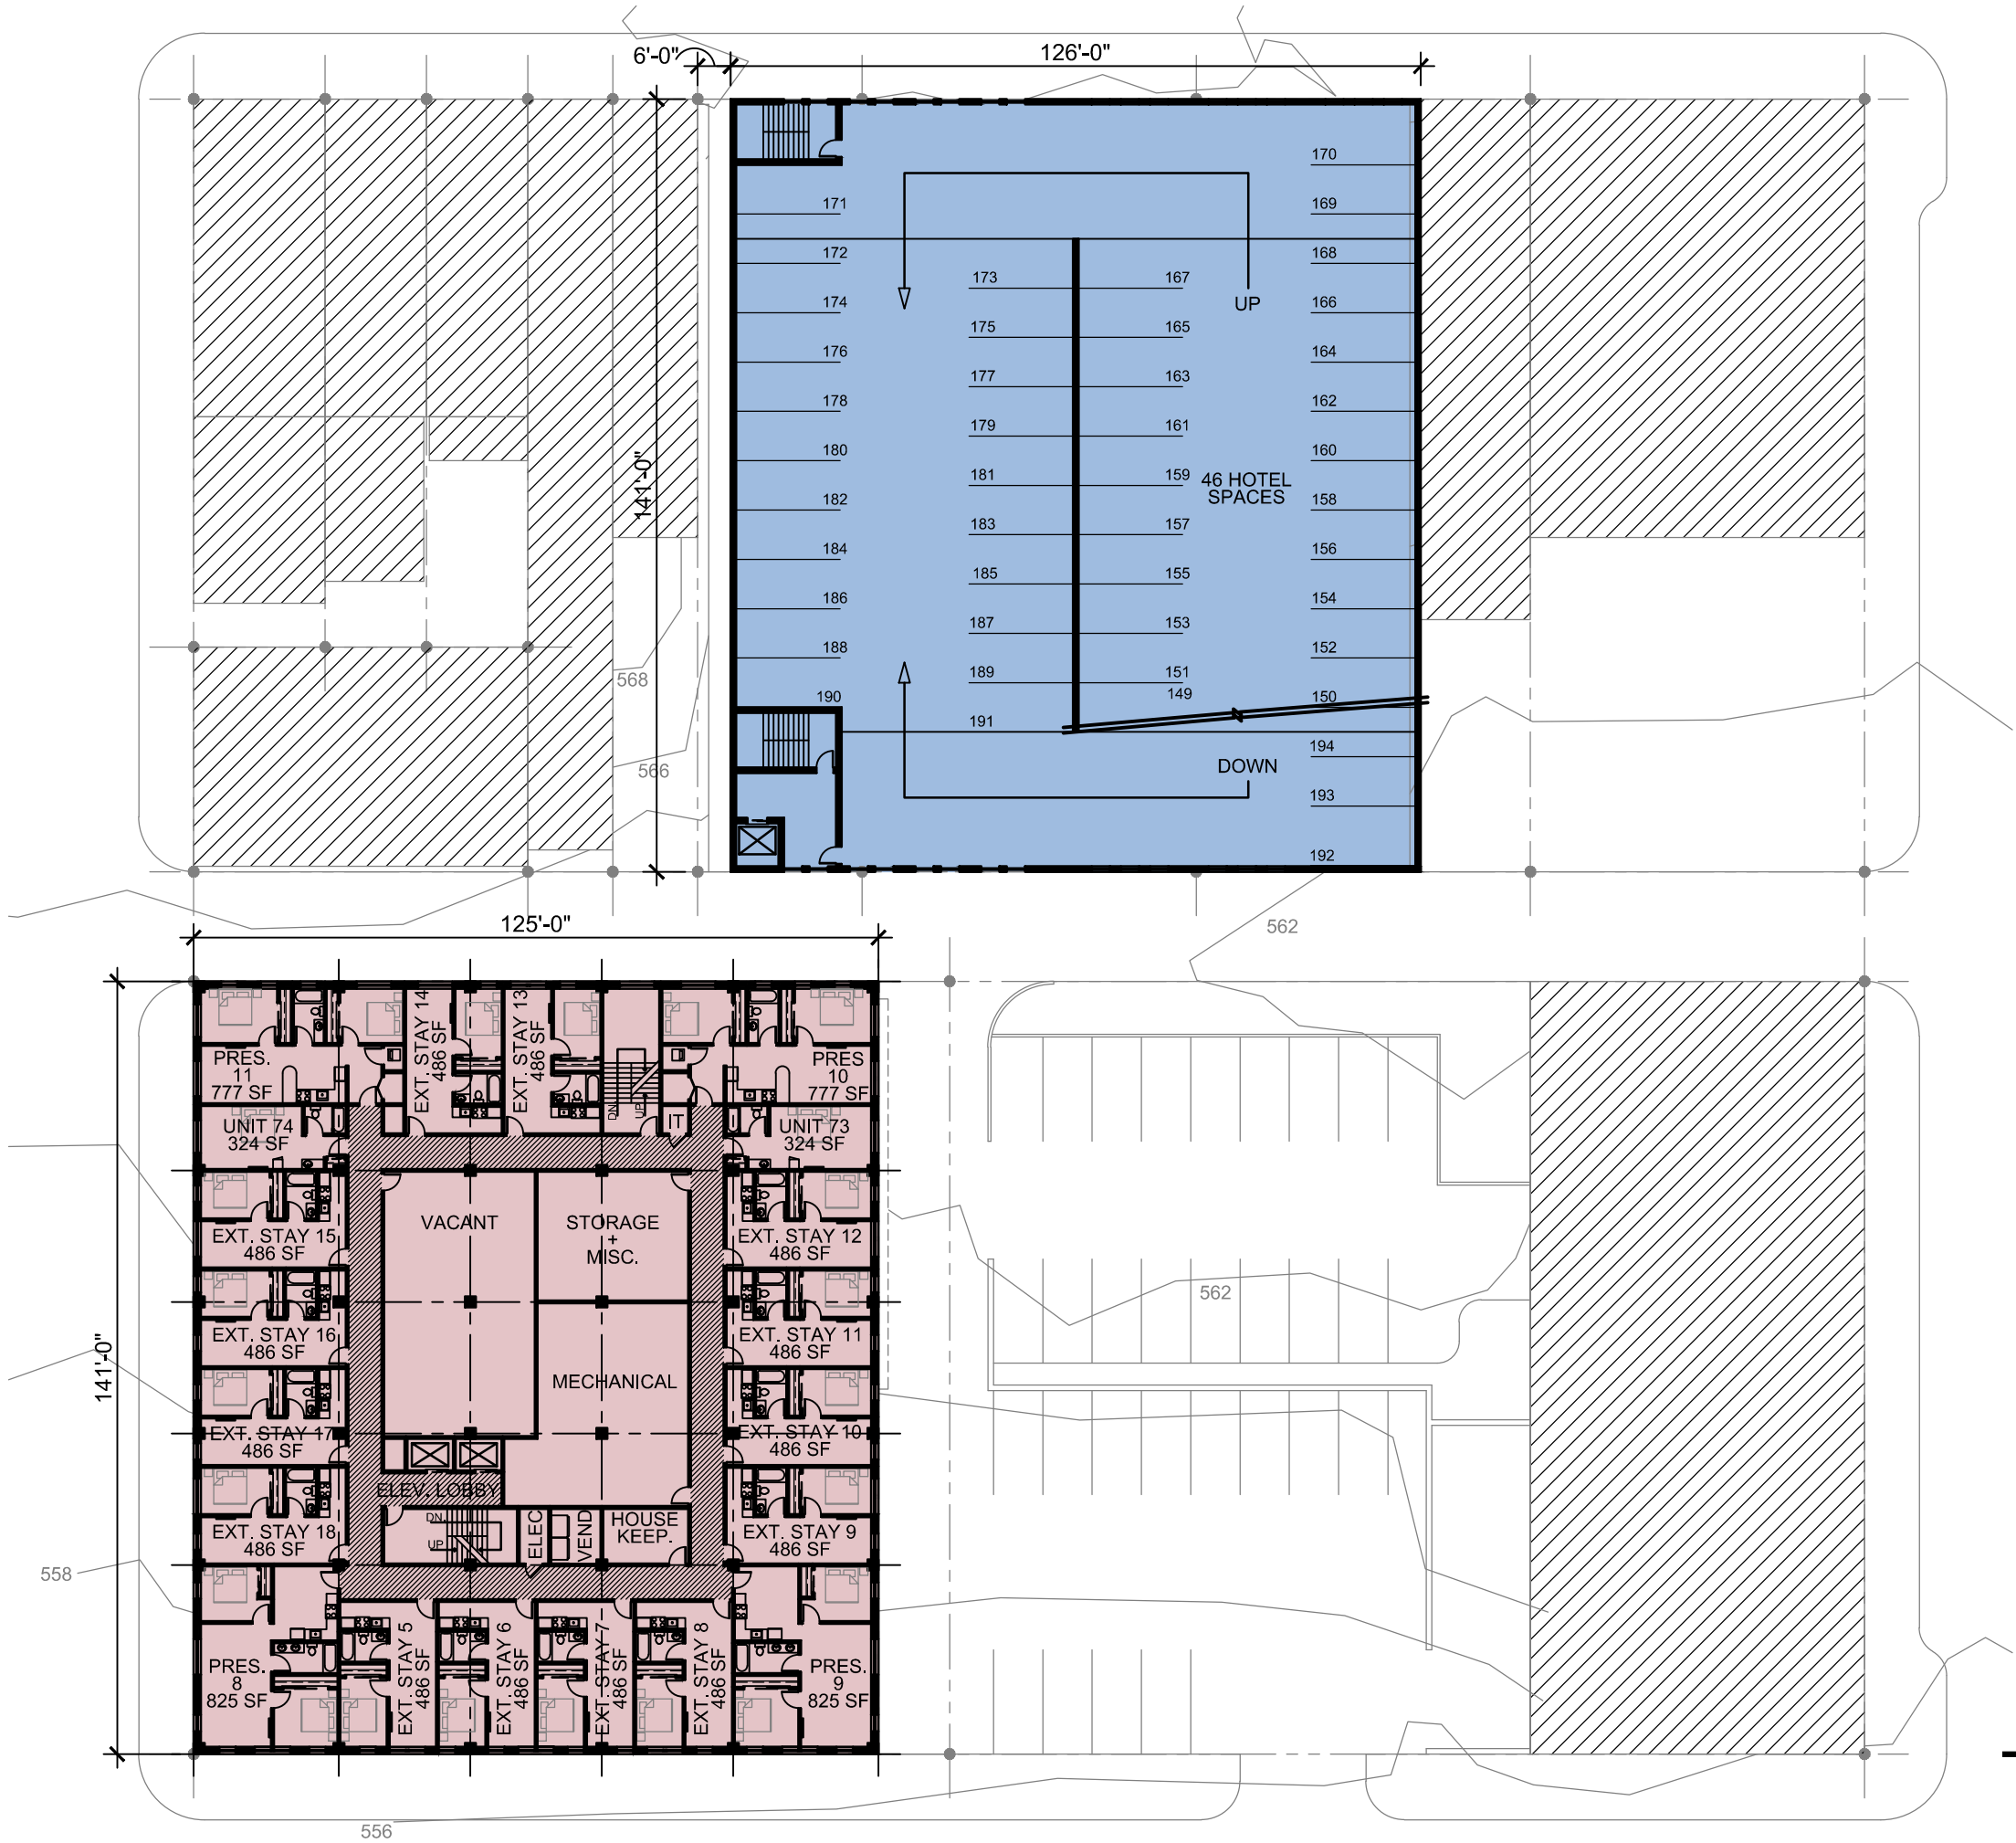 6'-0"
126'-0"
170
171
169
172
168
173
167
174
UP
166
175
165
176
164
177
163
178
162
179
161
141'-0"
180
160
181
159
46 HOTEL
SPACES
182
158
183
157
184
156
185
155
186
154
187
153
188
152
568
189
151
190
149
150
191
194
566
DOWN
193
192
125'-0"
562
EXT. STAY 14
486 SF
EXT. STAY 13
486 SF
PRES.
11
777 SF
PRES
10
777 SF
DN
UP
IT
UNIT 74
324 SF
UNIT 73
324 SF
VACANT
STORAGE
+
MISC.
EXT. STAY 15
486 SF
EXT. STAY 12
486 SF
562
EXT. STAY 16
486 SF
EXT. STAY 11
486 SF
141'-0"
MECHANICAL
EXT. STAY 17
486 SF
EXT. STAY 10
486 SF
ELEV. LOBBY
DN
UP
ELEC
VEND
HOUSE
KEEP.
EXT. STAY 18
486 SF
EXT. STAY 9
486 SF
558
EXT. STAY 5
486 SF
EXT. STAY 6
486 SF
EXT. STAY 7
486 SF
EXT. STAY 8
486 SF
PRES.
8
825 SF
PRES.
9
825 SF
556